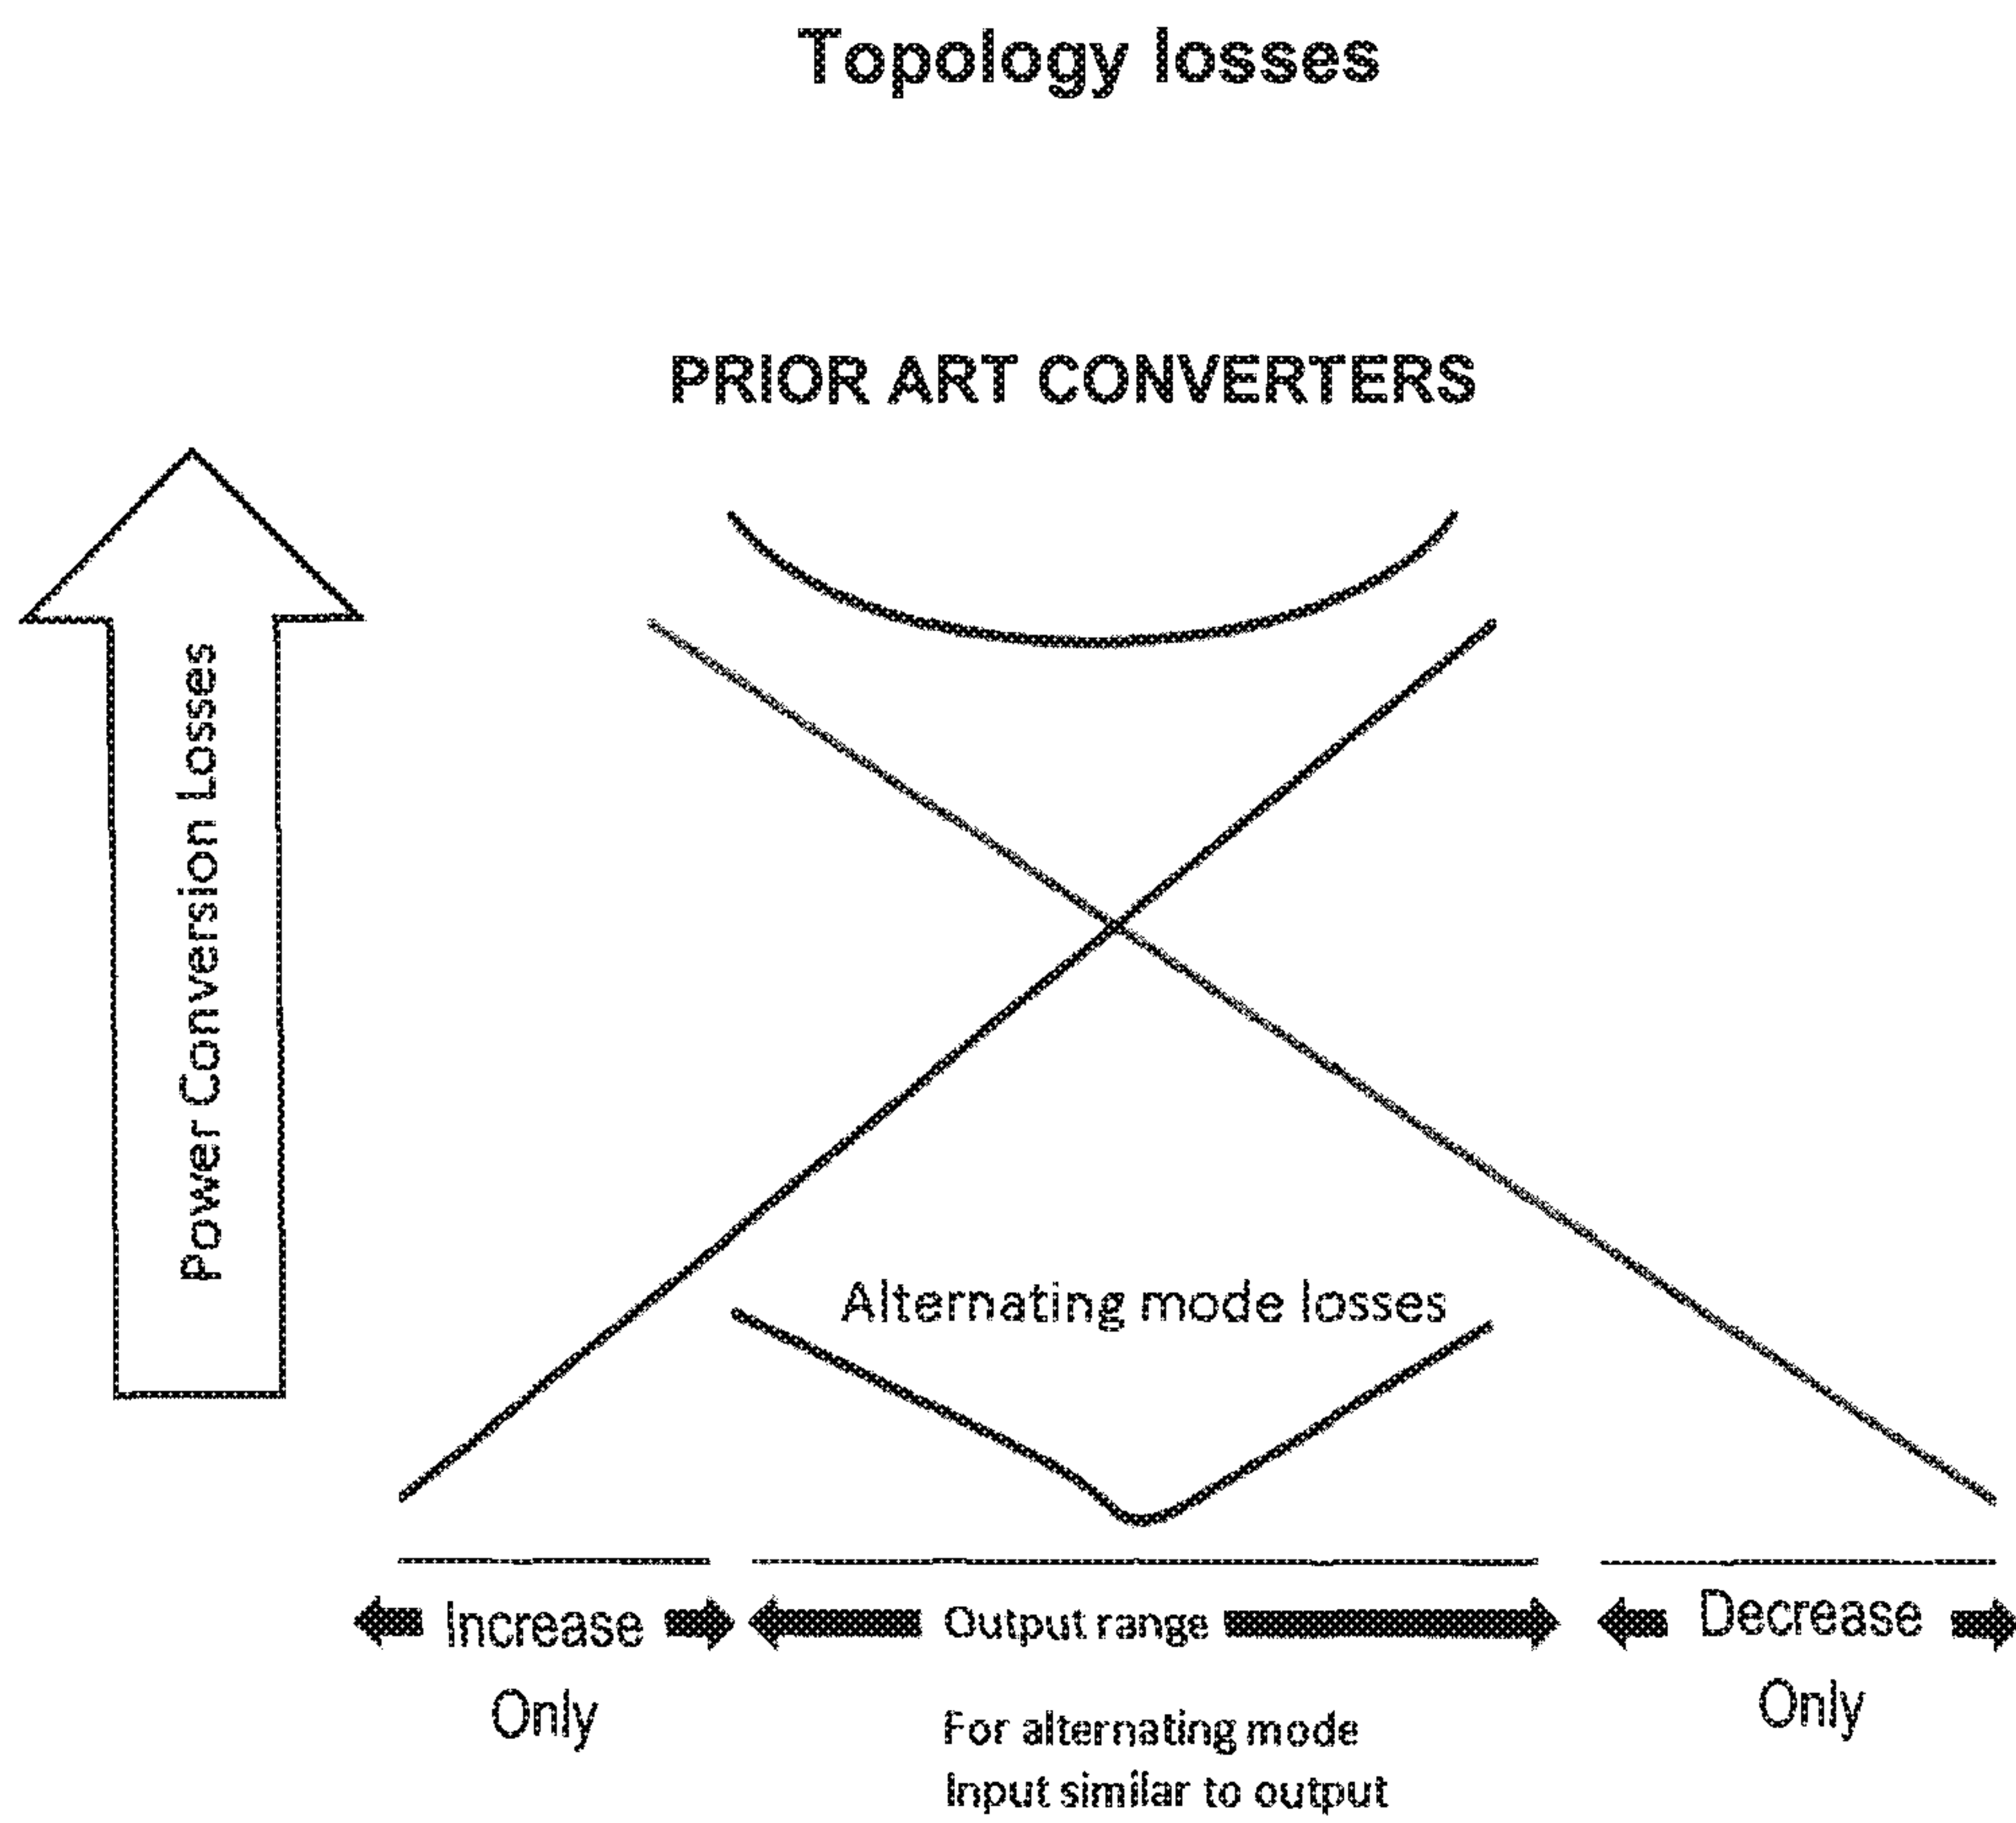 Topology losses
PRIOR ART CONVERTERS
Power Conversion Losses
Alternating mode losses
Increase
Only
Output range
For alternating mode
Input similar to output
Decrease
Only